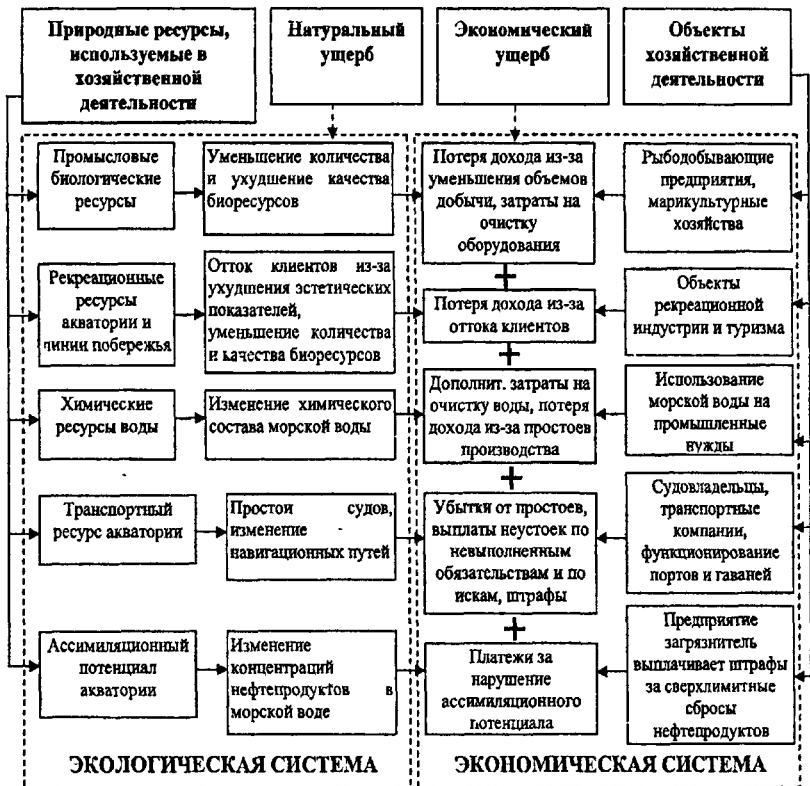 Природные ресурсы,
используемые в
хозяйственной
деятельности
Натуральный
ущерб
Экономический
ущерб
Объекты
хозяйственной
деятельности
Промысловые
биологические
ресурсы
Уменьшение количества
и ухудшение качества
биоресурсов
Потеря дохода из-за
уменьшения объемов
добычи, затраты на
очистку
оборудования
Рыбодобывающие
предприятия,
марикультурные
хозяйства
+
Рекреационные
ресурсы
акватории и
линии побережья
Отток клиентов из-за
ухудшения эстетических
показателей,
уменьшение количества
и качества биоресурсов
Потеря дохода из-за
оттока клиентов
Объекты
рекреационной
индустрии и туризма
+
Химические
ресурсы воды
Изменение химического
состава морской воды
Дополнит. затраты на
очистку воды, потеря
дохода из-за простоев
производства
Использование
морской воды на
промышленные
нужды
+
Транспортный
ресурс акватории
Простои судов,
изменение
навигационных путей
Убытки от простоев,
выплаты неустоек по
невыполненным
обязательствам и по
искам, штрафы
Судовладельцы,
транспортные
компании,
функционирование
портов и гаваней
+
Ассимиляционный
потенциал
акватории
Изменение
концентраций
нефтепродуктов в
морской воде
Платежи за
нарушение
ассимиляционного
потенциала
Предприятие
загрязнитель
выплачивает штрафы
за сверхлимитные
сбросы
нефтепродуктов
ЭКОЛОГИЧЕСКАЯ СИСТЕМА
ЭКОНОМИЧЕСКАЯ СИСТЕМА